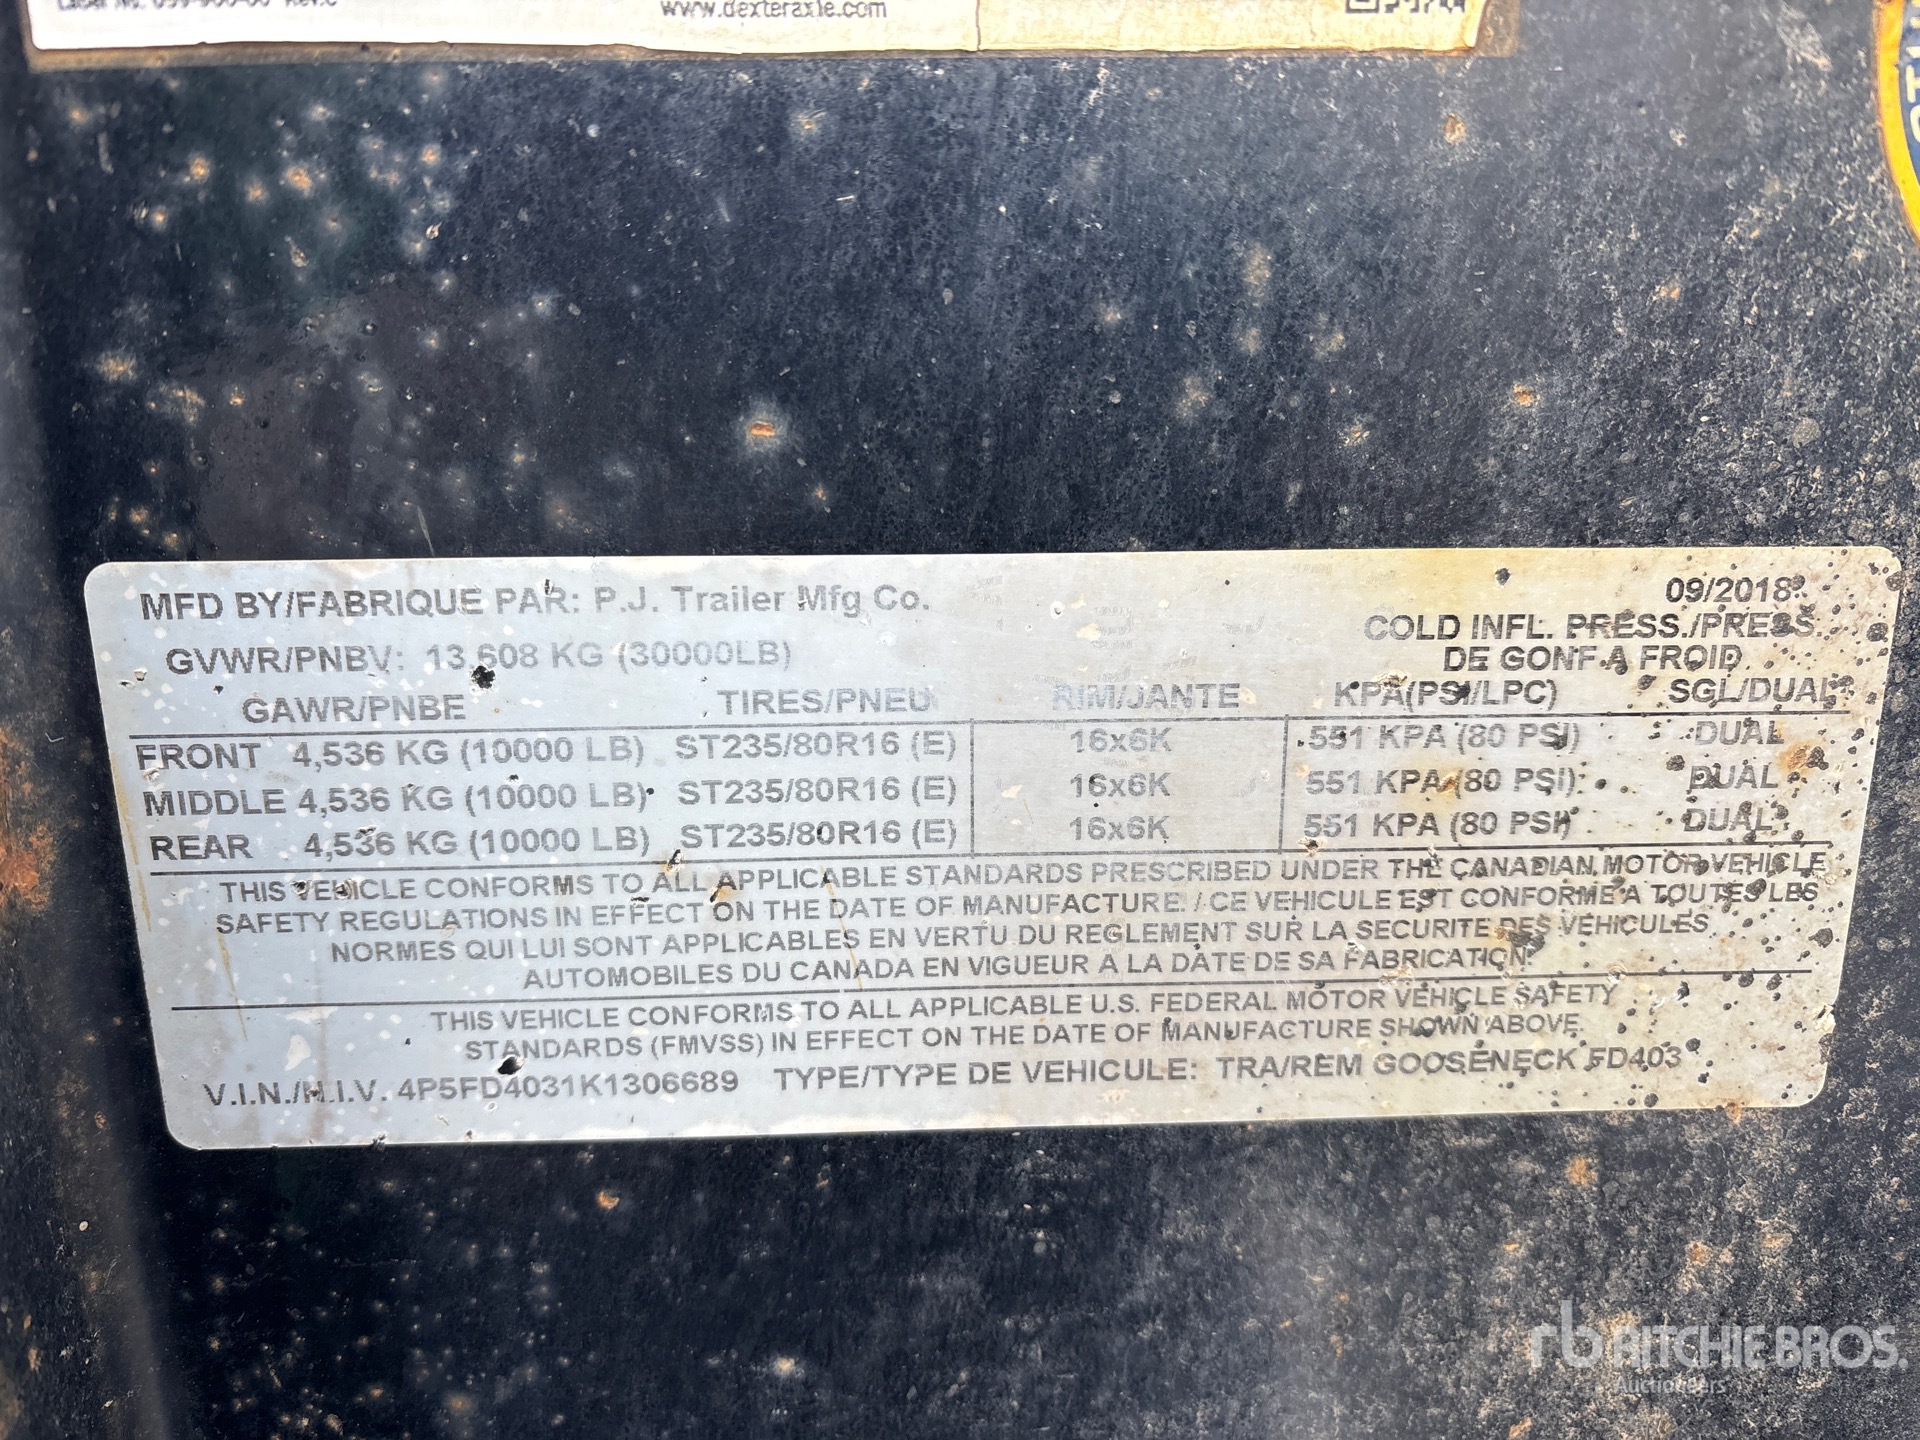 Label No. 099-900-00 Rev.C
www.dexteraxle.com
MFD BY/FABRIQUE PAR: P.J. Trailer Mfg Co.
09/2018
COLD INFL. PRESS./PRESS.
GVWR/PNBV: 13,608 KG (30000LB)
DE GONF.A FROID
GAWR/PNBE TIRES/PNEU RIM/JANTE KPA(PSI/LPC) SGL/DUAL
FRONT 4,536 KG (10000 LB) ST235/80R16 (E) 16x6K 551 KPA (80 PSI) DUAL
MIDDLE 4,536 KG (10000 LB) ST235/80R16 (E) 16x6K 551 KPA (80 PSI) DUAL
REAR 4,536 KG (10000 LB) ST235/80R16 (E) 16x6K 551 KPA (80 PSI) DUAL
THIS VEHICLE CONFORMS TO ALL APPLICABLE STANDARDS PRESCRIBED UNDER THE CANADIAN MOTOR VEHICLE
SAFETY REGULATIONS IN EFFECT ON THE DATE OF MANUFACTURE. / CE VEHICULE EST CONFORME A TOUTES LES
NORMES QUI LUI SONT APPLICABLES EN VERTU DU REGLEMENT SUR LA SECURITE DES VEHICULES
AUTOMOBILES DU CANADA EN VIGUEUR A LA DATE DE SA FABRICATION.
THIS VEHICLE CONFORMS TO ALL APPLICABLE U.S. FEDERAL MOTOR VEHICLE SAFETY
STANDARDS (FMVSS) IN EFFECT ON THE DATE OF MANUFACTURE SHOWN ABOVE.
V.I.N./H.I.V. 4P5FD4031K1306689 TYPE/TYPE DE VEHICULE: TRA/REM GOOSENECK FD403
rb RITCHIE BROS.
Auctioneers